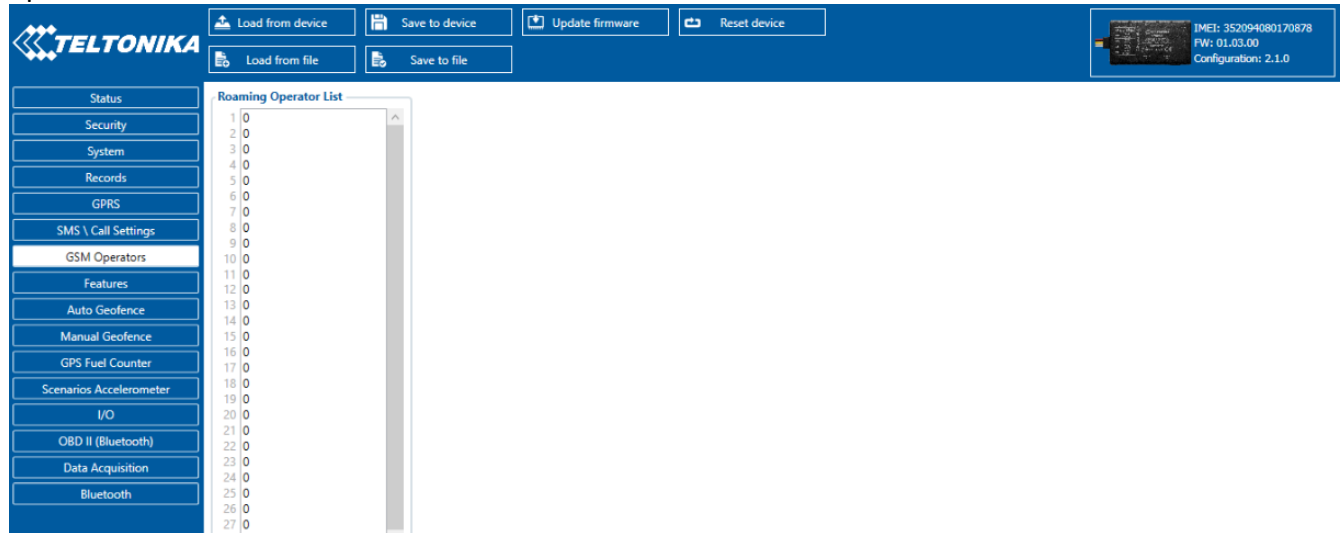 TELTONIKA
Load from device
Save to device
Update firmware
Reset device
Load from file
Save to file
IMEI: 352094080170878
FW: 01.03.00
Configuration: 2.1.0
Status
Security
System
Records
GPRS
SMS \ Call Settings
GSM Operators
Features
Auto Geofence
Manual Geofence
GPS Fuel Counter
Scenarios Accelerometer
I/O
OBD II (Bluetooth)
Data Acquisition
Bluetooth
Roaming Operator List
1 0
2 0
3 0
4 0
5 0
6 0
7 0
8 0
9 0
10 0
11 0
12 0
13 0
14 0
15 0
16 0
17 0
18 0
19 0
20 0
21 0
22 0
23 0
24 0
25 0
26 0
27 0